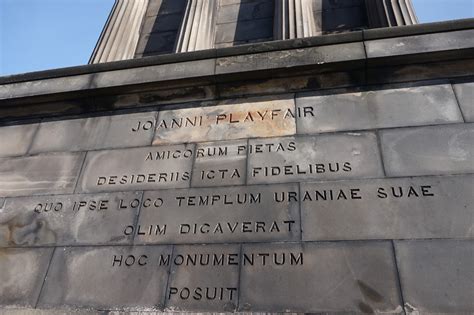 JOANNI PLAYFAIR
AMICORUM PIETAS
DESIDERIIS ICTA FIDELIBUS
QUO IPSE LOCO TEMPLUM URANIAE SUAE
OLIM DICAVERAT
HOC MONUMENTUM
POSUIT